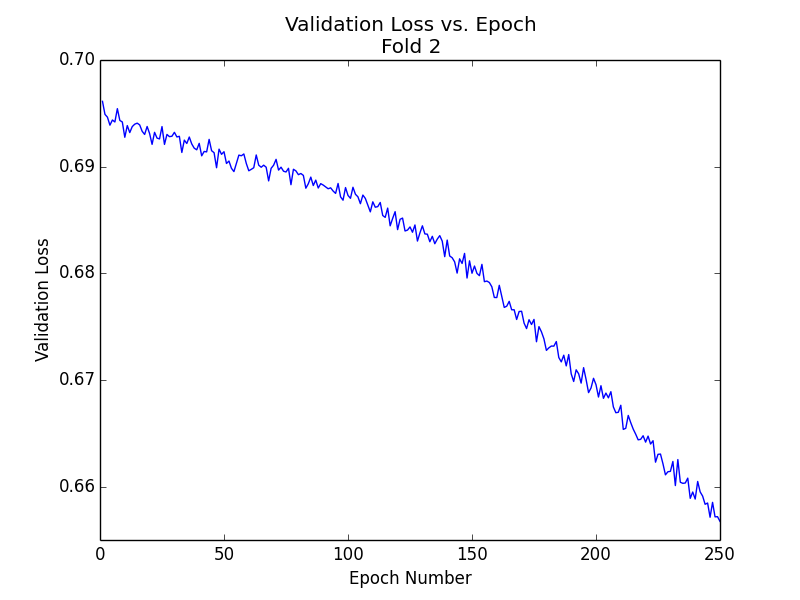 Validation Loss vs. Epoch
Fold 2
0.70
0.69
0.68
0.67
0.66
Validation Loss
0 50 100 150 200 250
Epoch Number